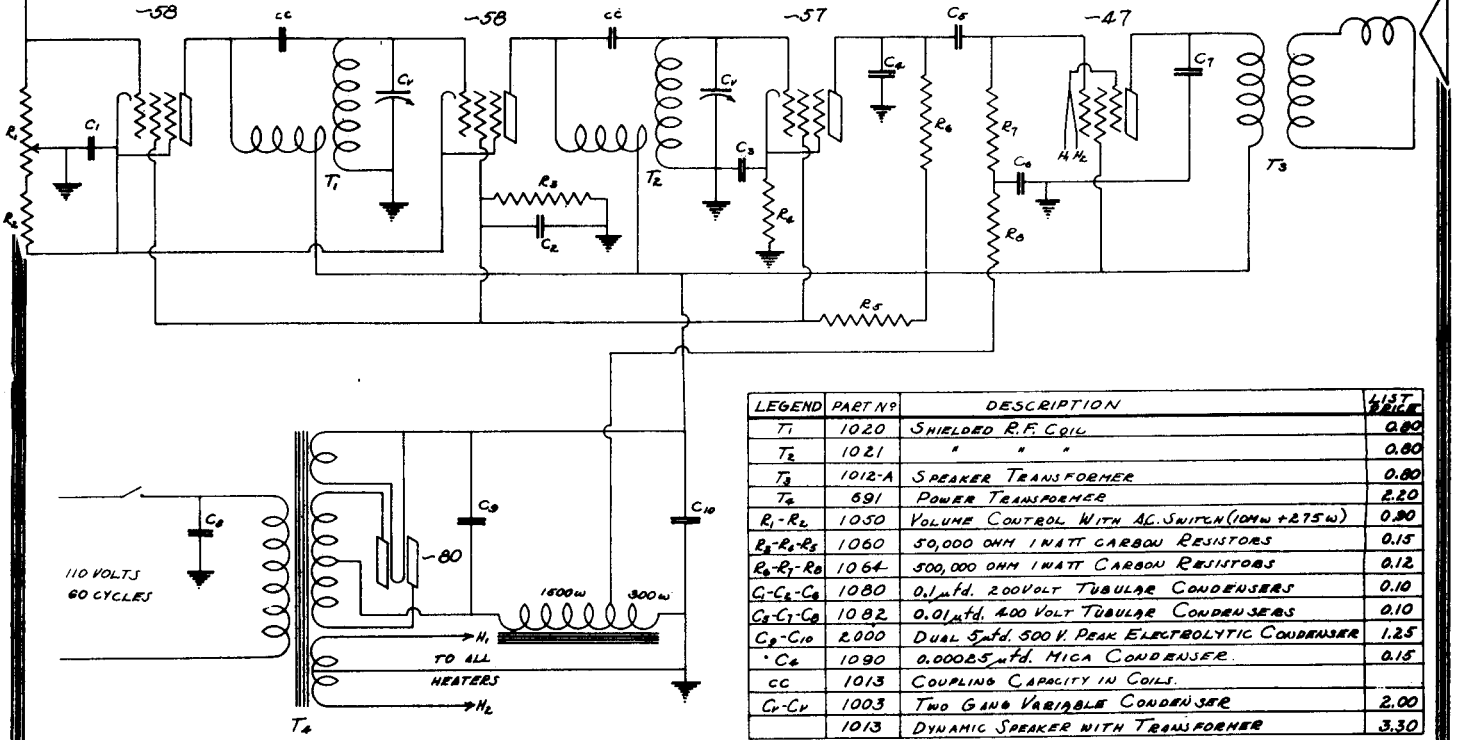 ~58
cc
~58
cc
~57
C5
~47
R1
C1
T1
Cv
T2
Cv
C3
C4
R6
R7
H1 H2
C7
T3
R2
R3
C2
R4
C6
R8
R5
C8
110 VOLTS
60 CYCLES
T4
~80
C9
C10
1500ω 300ω
H1
TO ALL
HEATERS
H2
LEGEND PART No DESCRIPTION LIST PRICE
T1 1020 SHIELDED R.F. COIL 0.80
T2 1021 " " " 0.80
T3 1012-A SPEAKER TRANSFORMER 0.80
T4 691 POWER TRANSFORMER 2.20
R1-R2 1050 VOLUME CONTROL WITH AC. SWITCH (10Mω + 275ω) 0.90
R3-R4-R5 1060 50,000 OHM 1 WATT CARBON RESISTORS 0.15
R6-R7-R8 1064 500,000 OHM 1 WATT CARBON RESISTORS 0.12
C1-C2-C6 1080 0.1 µfd. 200 VOLT TUBULAR CONDENSERS 0.10
C5-C7-C8 1082 0.01 µfd. 400 VOLT TUBULAR CONDENSERS 0.10
C9-C10 2000 DUAL 5 µfd. 500 V. PEAK ELECTROLYTIC CONDENSER 1.25
C4 1090 0.00025 µfd. MICA CONDENSER. 0.15
cc 1013 COUPLING CAPACITY IN COILS.
Cv-Cv 1003 TWO GANG VARIABLE CONDENSER 2.00
1013 DYNAMIC SPEAKER WITH TRANSFORMER 3.30